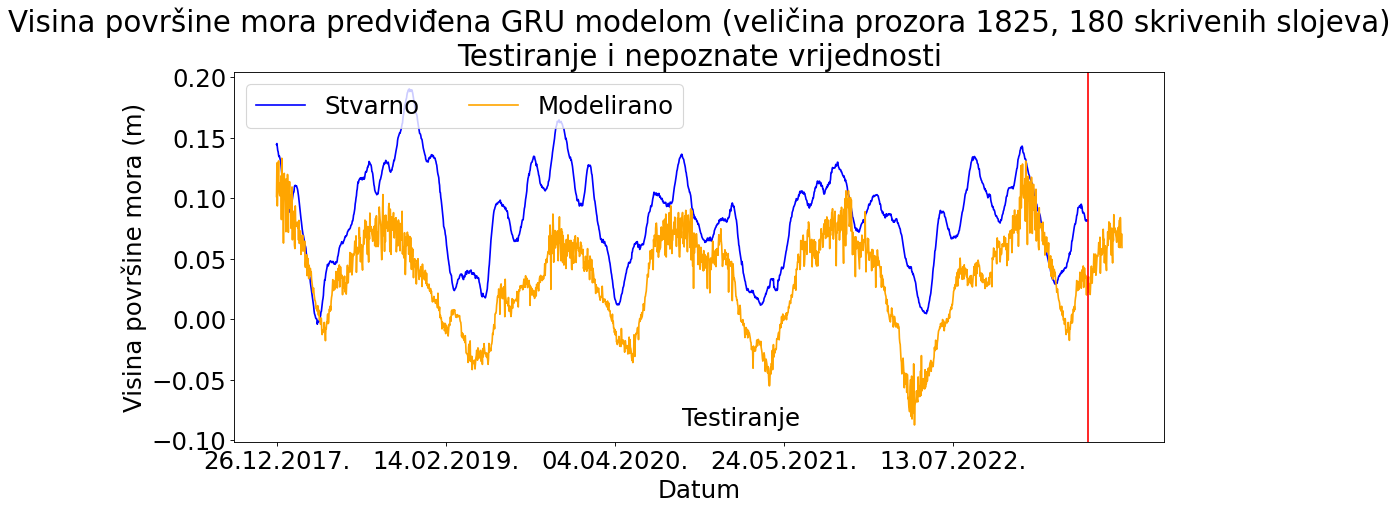 Visina površine mora predviđena GRU modelom (veličina prozora 1825, 180 skrivenih slojeva)
Testiranje i nepoznate vrijednosti
Stvarno
Modelirano
Visina površine mora (m)
0.20
0.15
0.10
0.05
0.00
−0.05
−0.10
Testiranje
26.12.2017.
14.02.2019.
04.04.2020.
24.05.2021.
13.07.2022.
Datum